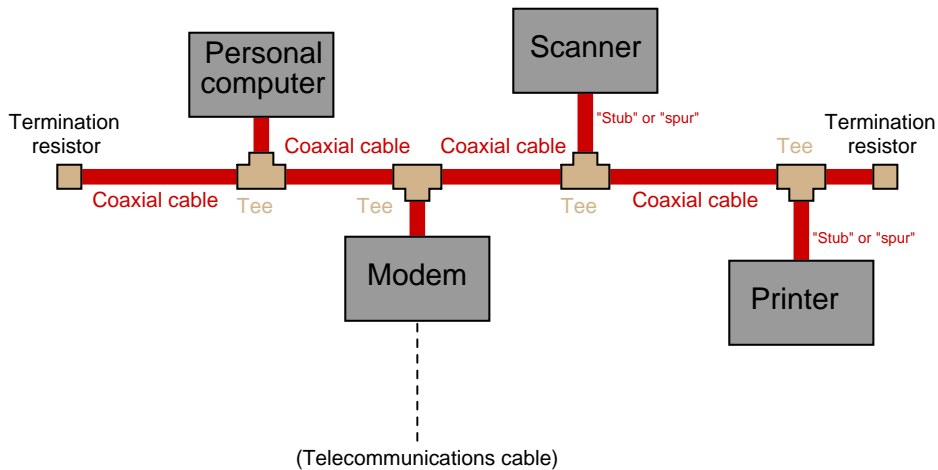 Personal
computer
Scanner
Termination
resistor
"Stub" or "spur"
Termination
resistor
Coaxial cable
Coaxial cable
Tee
Coaxial cable
Tee
Tee
Tee
Coaxial cable
"Stub" or "spur"
Modem
Printer
(Telecommunications cable)